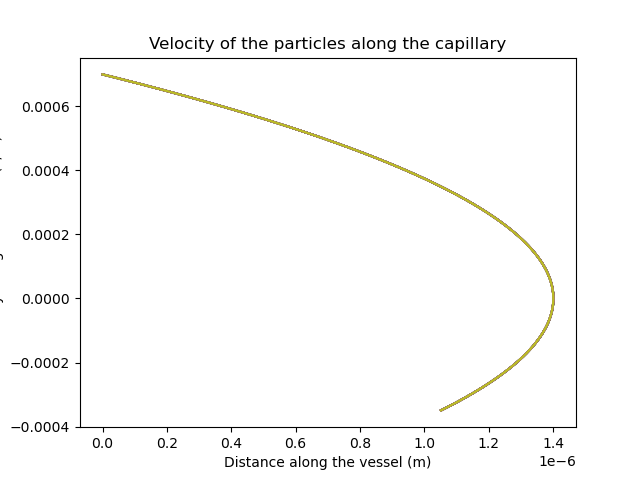 Velocity of the particles along the capillary
0.0006
0.0004
0.0002
0.0000
−0.0002
−0.0004
0.0 0.2 0.4 0.6 0.8 1.0 1.2 1.4
1e−6
Distance along the vessel (m)